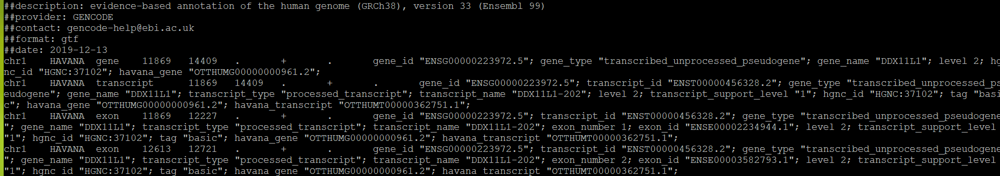 ##description: evidence-based annotation of the human genome (GRCh38), version 33 (Ensembl 99)
##provider: GENCODE
##contact: gencode-help@ebi.ac.uk
##format: gtf
##date: 2019-12-13
chr1    HAVANA  gene    11869   14409   .       +       .       gene_id "ENSG00000223972.5"; gene_type "transcribed_unprocessed_pseudogene"; gene_name "DDX11L1"; level 2; hg
nc_id "HGNC:37102"; havana_gene "OTTHUMG00000000961.2";
chr1    HAVANA  transcript      11869   14409   .       +       .       gene_id "ENSG00000223972.5"; transcript_id "ENST00000456328.2"; gene_type "transcribed_unprocessed_ps
eudogene"; gene_name "DDX11L1"; transcript_type "processed_transcript"; transcript_name "DDX11L1-202"; level 2; transcript_support_level "1"; hgnc_id "HGNC:37102"; tag "basi
c"; havana_gene "OTTHUMG00000000961.2"; havana_transcript "OTTHUMT00000362751.1";
chr1    HAVANA  exon    11869   12227   .       +       .       gene_id "ENSG00000223972.5"; transcript_id "ENST00000456328.2"; gene_type "transcribed_unprocessed_pseudogene
"; gene_name "DDX11L1"; transcript_type "processed_transcript"; transcript_name "DDX11L1-202"; exon_number 1; exon_id "ENSE00002234944.1"; level 2; transcript_support_level
"1"; hgnc_id "HGNC:37102"; tag "basic"; havana_gene "OTTHUMG00000000961.2"; havana_transcript "OTTHUMT00000362751.1";
chr1    HAVANA  exon    12613   12721   .       +       .       gene_id "ENSG00000223972.5"; transcript_id "ENST00000456328.2"; gene_type "transcribed_unprocessed_pseudogene
"; gene_name "DDX11L1"; transcript_type "processed_transcript"; transcript_name "DDX11L1-202"; exon_number 2; exon_id "ENSE00003582793.1"; level 2; transcript_support_level
"1"; hgnc_id "HGNC:37102"; tag "basic"; havana_gene "OTTHUMG00000000961.2"; havana_transcript "OTTHUMT00000362751.1";